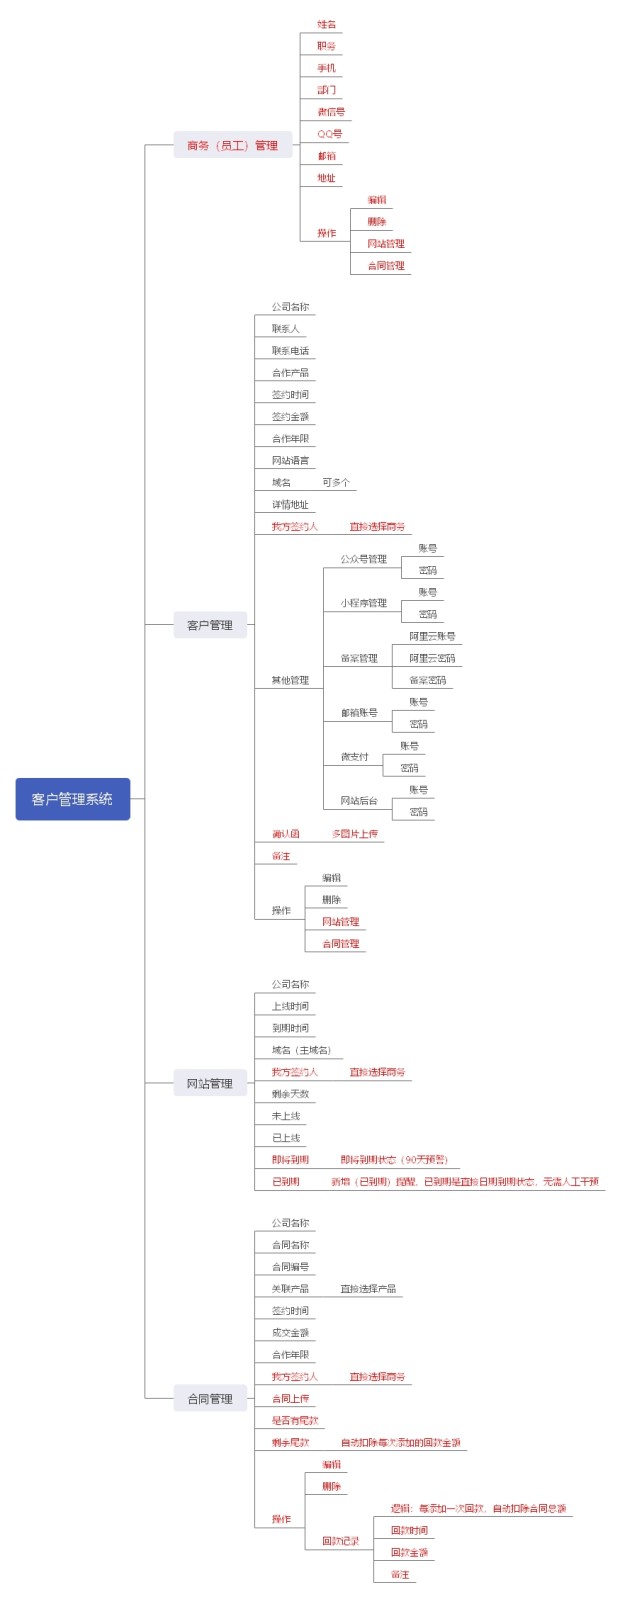 客户管理系统
商务（员工）管理
姓名
职务
手机
部门
微信号
QQ号
邮箱
地址
操作
编辑
删除
网站管理
合同管理
客户管理
公司名称
联系人
联系电话
合作产品
签约时间
签约金额
合作年限
网站语言
域名 可多个
详情地址
我方签约人 直接选择商务
其他管理
公众号管理
账号
密码
小程序管理
账号
密码
备案管理
阿里云账号
阿里云密码
备案密码
邮箱账号
账号
密码
微支付
账号
密码
网站后台
账号
密码
确认函 多图片上传
备注
操作
编辑
删除
网站管理
合同管理
网站管理
公司名称
上线时间
到期时间
域名（主域名）
我方签约人 直接选择商务
剩余天数
未上线
已上线
即将到期 即将到期状态（90天预警）
已到期 新增（已到期）提醒，已到期是直接日期到期状态，无需人工干预
合同管理
公司名称
合同名称
合同编号
关联产品 直接选择产品
签约时间
成交金额
合作年限
我方签约人 直接选择商务
合同上传
是否有尾款
剩余尾款 自动扣除每次添加的回款金额
操作
编辑
删除
回款记录
逻辑：每添加一次回款，自动扣除合同总额
回款时间
回款金额
备注